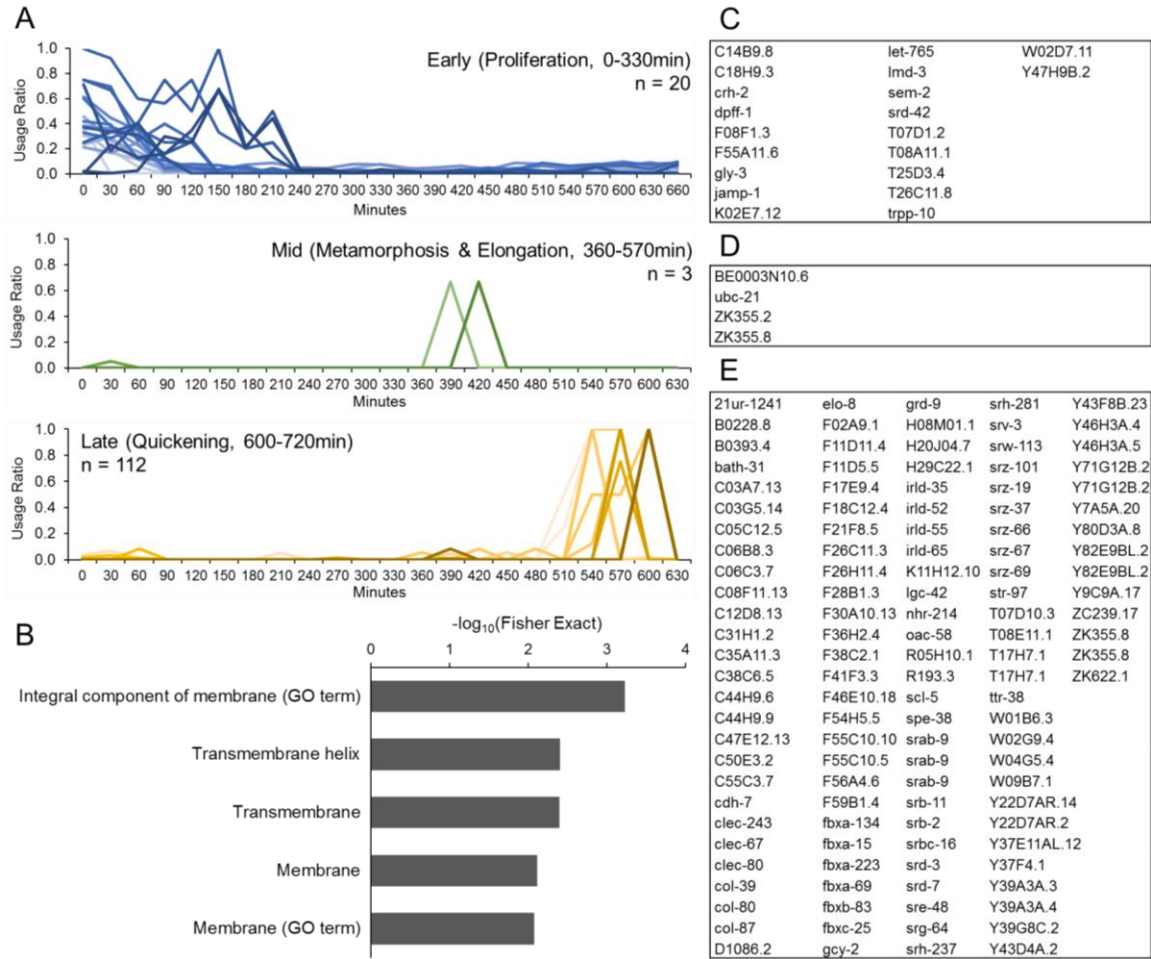 A
Early (Proliferation, 0-330min)
n = 20
Usage Ratio
1.0
0.8
0.6
0.4
0.2
0.0
0 30 60 90 120 150 180 210 240 270 300 330 360 390 420 450 480 510 540 570 600 630 660
Minutes
Mid (Metamorphosis & Elongation, 360-570min)
n = 3
Usage Ratio
1.0
0.8
0.6
0.4
0.2
0.0
0 30 60 90 120 150 210 240 270 300 330 360 390 420 450 480 510 540 570 600 630
Minutes
Late (Quickening, 600-720min)
n = 112
Usage Ratio
1.0
0.8
0.6
0.4
0.2
0.0
0 30 60 90 120 150 210 240 270 300 330 360 390 420 450 480 510 540 570 600 630
Minutes
B
-log10(Fisher Exact)
0 1 2 3 4
Integral component of membrane (GO term)
Transmembrane helix
Transmembrane
Membrane
Membrane (GO term)
C
C14B9.8 let-765 W02D7.11
C18H9.3 lmd-3 Y47H9B.2
crh-2 sem-2
dpff-1 srd-42
F08F1.3 T07D1.2
F55A11.6 T08A11.1
gly-3 T25D3.4
jamp-1 T26C11.8
K02E7.12 trpp-10
D
BE0003N10.6
ubc-21
ZK355.2
ZK355.8
E
21ur-1241 elo-8 grd-9 srh-281 Y43F8B.23
B0228.8 F02A9.1 H08M01.1 srv-3 Y46H3A.4
B0393.4 F11D11.4 H20J04.7 srw-113 Y46H3A.5
bath-31 F11D5.5 H29C22.1 srz-101 Y71G12B.2
C03A7.13 F17E9.4 irld-35 srz-19 Y71G12B.2
C03G5.14 F18C12.4 irld-52 srz-37 Y7A5A.20
C05C12.5 F21F8.5 irld-55 srz-66 Y80D3A.8
C06B8.3 F26C11.3 irld-65 srz-67 Y82E9BL.2
C06C3.7 F26H11.4 K11H12.10 srz-69 Y82E9BL.2
C08F11.13 F28B1.3 lgc-42 str-97 Y9C9A.17
C12D8.13 F30A10.13 nhr-214 T07D10.3 ZC239.17
C31H1.2 F36H2.4 oac-58 T08E11.1 ZK355.8
C35A11.3 F38C2.1 R05H10.1 T17H7.1 ZK355.8
C38C6.5 F41F3.3 R193.3 T17H7.1 ZK622.1
C44H9.6 F46E10.18 scl-5 ttr-38
C44H9.9 F54H5.5 spe-38 W01B6.3
C47E12.13 F55C10.10 srab-9 W02G9.4
C50E3.2 F55C10.5 srab-9 W04G5.4
C55C3.7 F56A4.6 srab-9 W09B7.1
cdh-7 F59B1.4 srb-11 Y22D7AR.14
clec-243 fbxa-134 srb-2 Y22D7AR.2
clec-67 fbxa-15 srbc-16 Y37E11AL.12
clec-80 fbxa-223 srd-3 Y37F4.1
col-39 fbxa-69 srd-7 Y39A3A.3
col-80 fbxb-83 sre-48 Y39A3A.4
col-87 fbxc-25 srg-64 Y39G8C.2
D1086.2 gcy-2 srh-237 Y43D4A.2